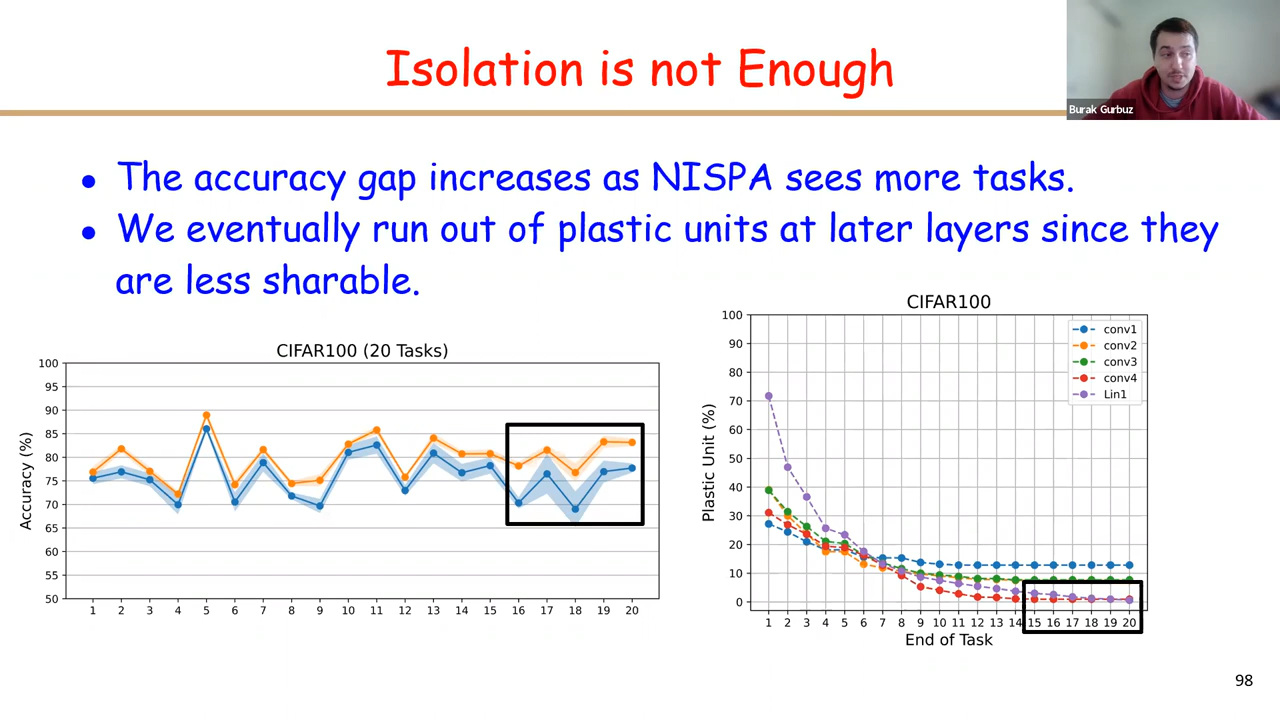 Isolation is not Enough
Burak Gurbuz
● The accuracy gap increases as NISPA sees more tasks.
● We eventually run out of plastic units at later layers since they
are less sharable.
CIFAR100 (20 Tasks)
Accuracy (%)
100
95
90
85
80
75
70
65
60
55
50
1 2 3 4 5 6 7 8 9 10 11 12 13 14 15 16 17 18 19 20
CIFAR100
Plastic Unit (%)
100
90
80
70
60
50
40
30
20
10
0
conv1
conv2
conv3
conv4
Lin1
1 2 3 4 5 6 7 8 9 10 11 12 13 14 15 16 17 18 19 20
End of Task
98